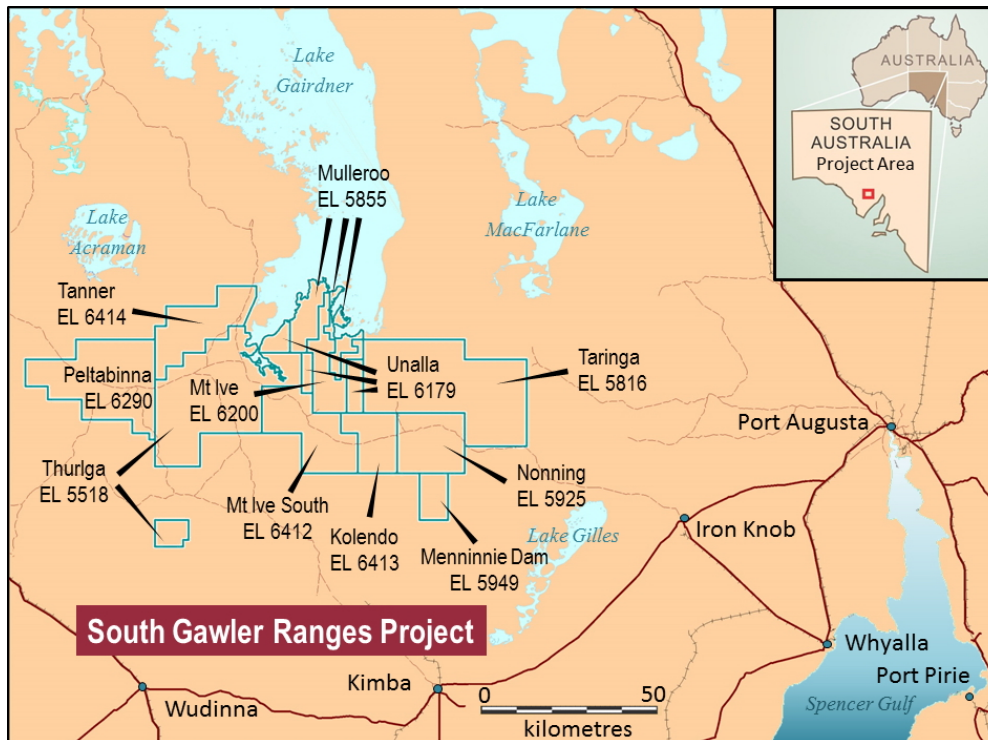 Lake
Gairdner
AUSTRALIA
SOUTH
AUSTRALIA
Project Area
Mulleroo
EL 5855
Lake
MacFarlane
Lake
Acraman
Tanner
EL 6414
Unalla
EL 6179
Taringa
EL 5816
Peltabinna
EL 6290
Mt Ive
EL 6200
Port Augusta
Thurlga
EL 5518
Mt Ive South
EL 6412
Kolendo
EL 6413
Nonning
EL 5925
Menninnie Dam
EL 5949
Lake Gilles
Iron Knob
South Gawler Ranges Project
Whyalla
Port Pirie
Spencer Gulf
Kimba
Wudinna
0 50
kilometres